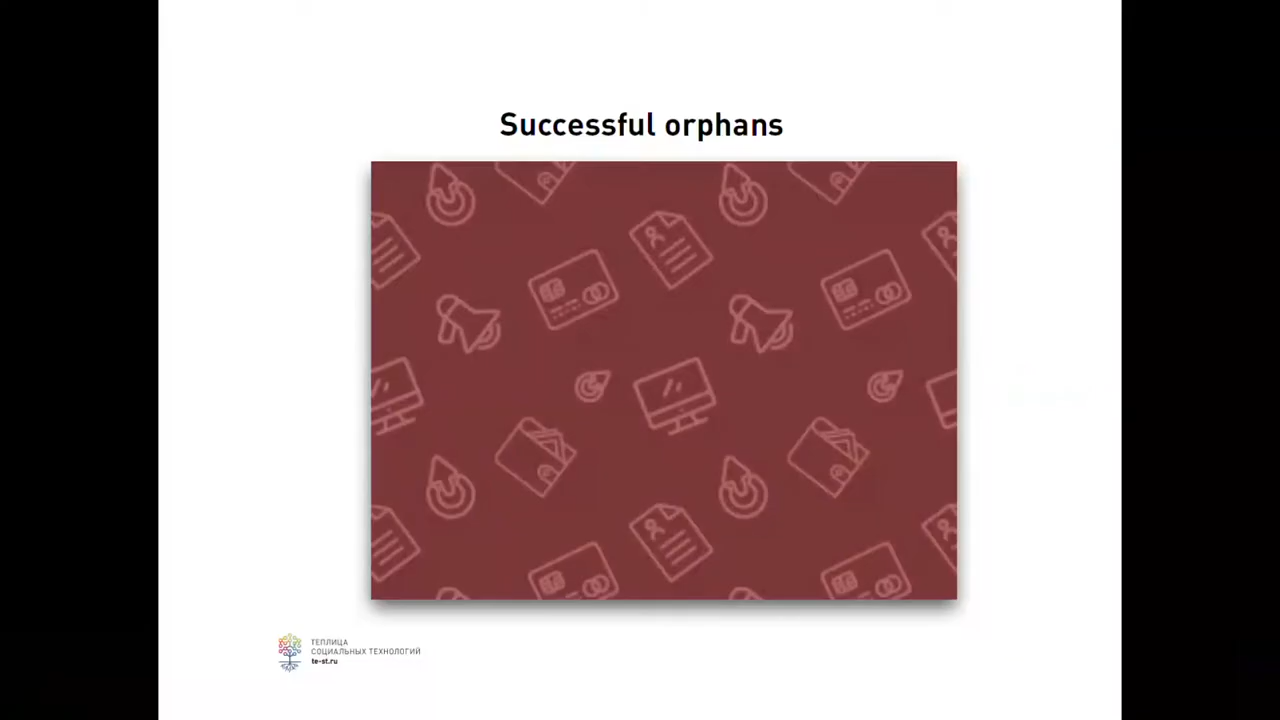 Successful orphans
ТЕПЛИЦА
СОЦИАЛЬНЫХ ТЕХНОЛОГИЙ
te-st.ru